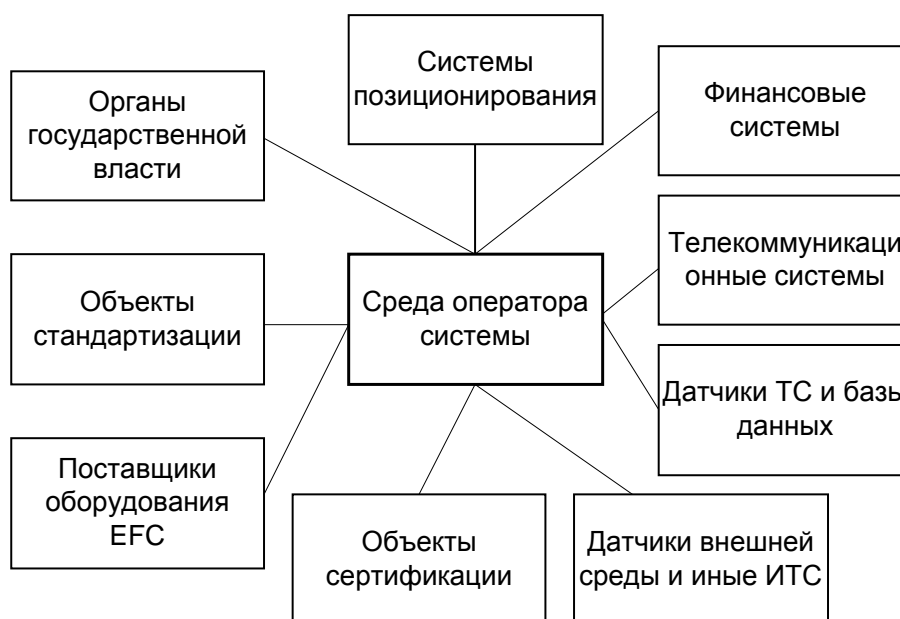 Системы
позиционирования
Органы
государственной
власти
Финансовые
системы
Телекоммуникаци
онные системы
Объекты
стандартизации
Среда оператора
системы
Датчики ТС и базы
данных
Поставщики
оборудования
EFC
Объекты
сертификации
Датчики внешней
среды и иные ИТС